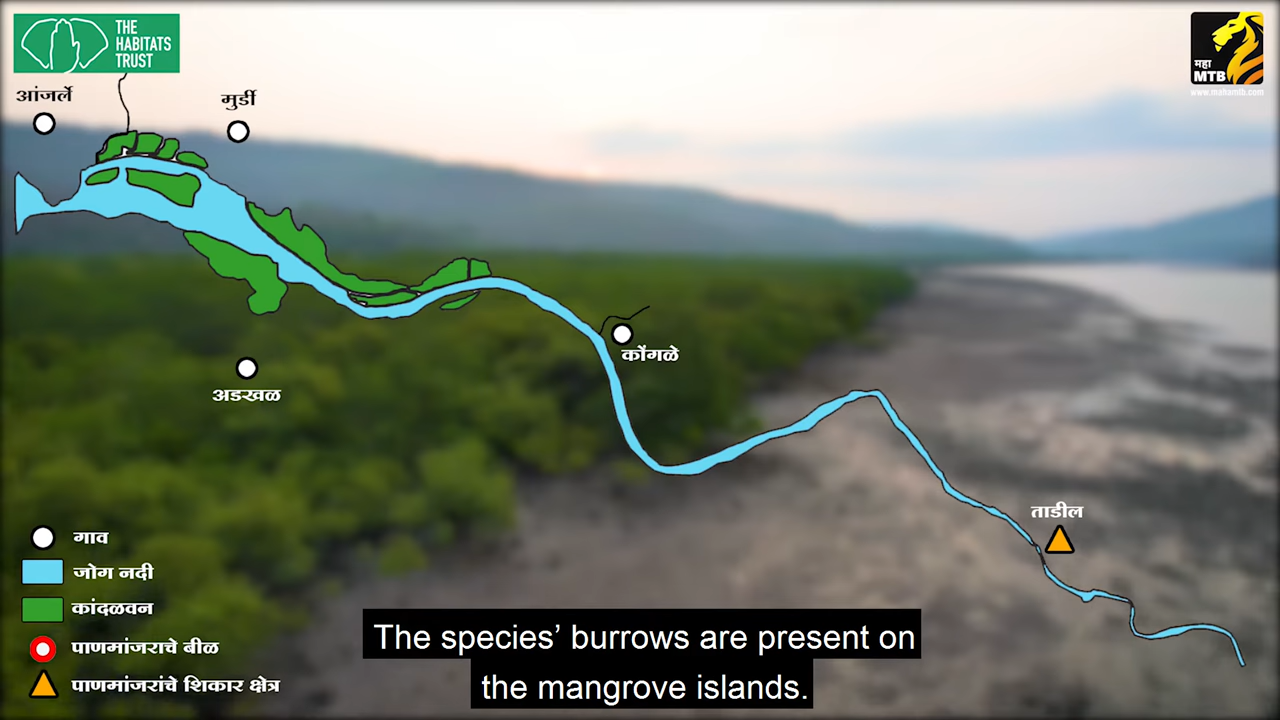 THE
HABITATS
TRUST
महा
MTB
www.mahamtb.com
आंजर्ले
मुर्डी
कोंगळे
अडखळ
ताडील
गाव
जोग नदी
कांदळवन
पाणमांजराचे बीळ
पाणमांजरांचे शिकार क्षेत्र
The species’ burrows are present on
the mangrove islands.